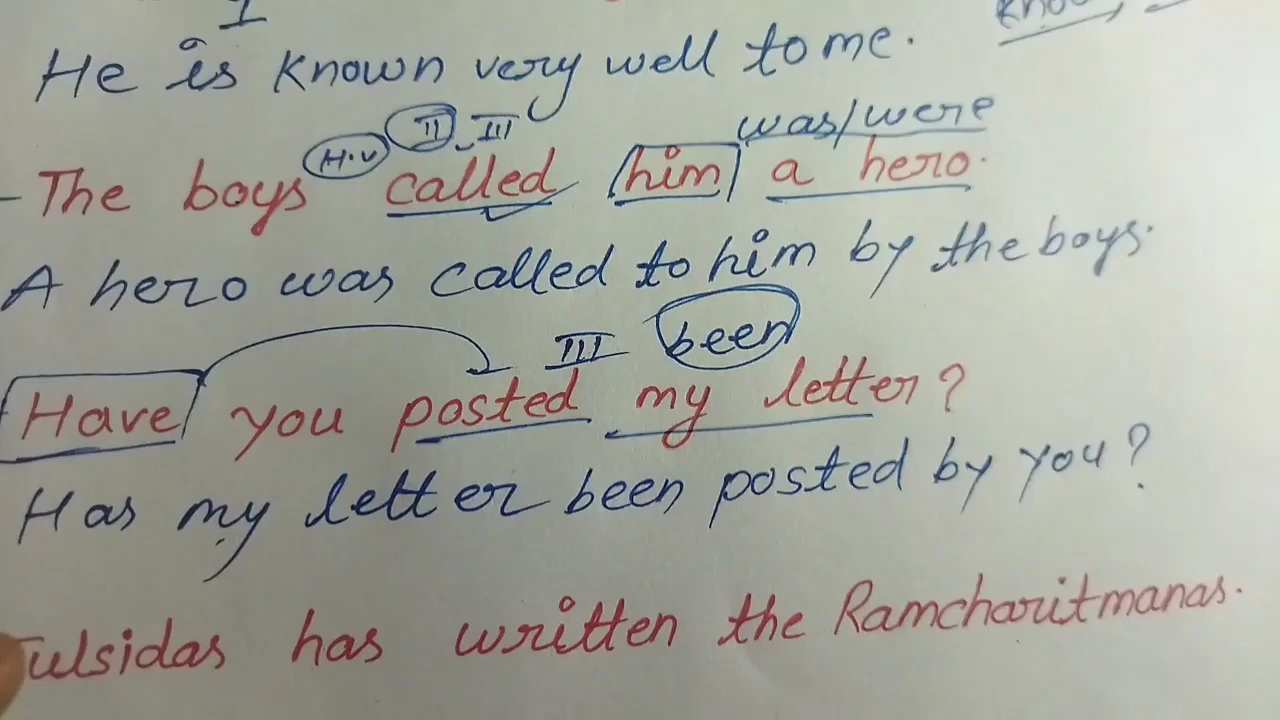 I
He is known very well to me.
H.V II III was/were
- The boys called him a hero.
A hero was called to him by the boys.
III been
Have you posted my letter?
Has my letter been posted by you?
Tulsidas has written the Ramcharitmanas.